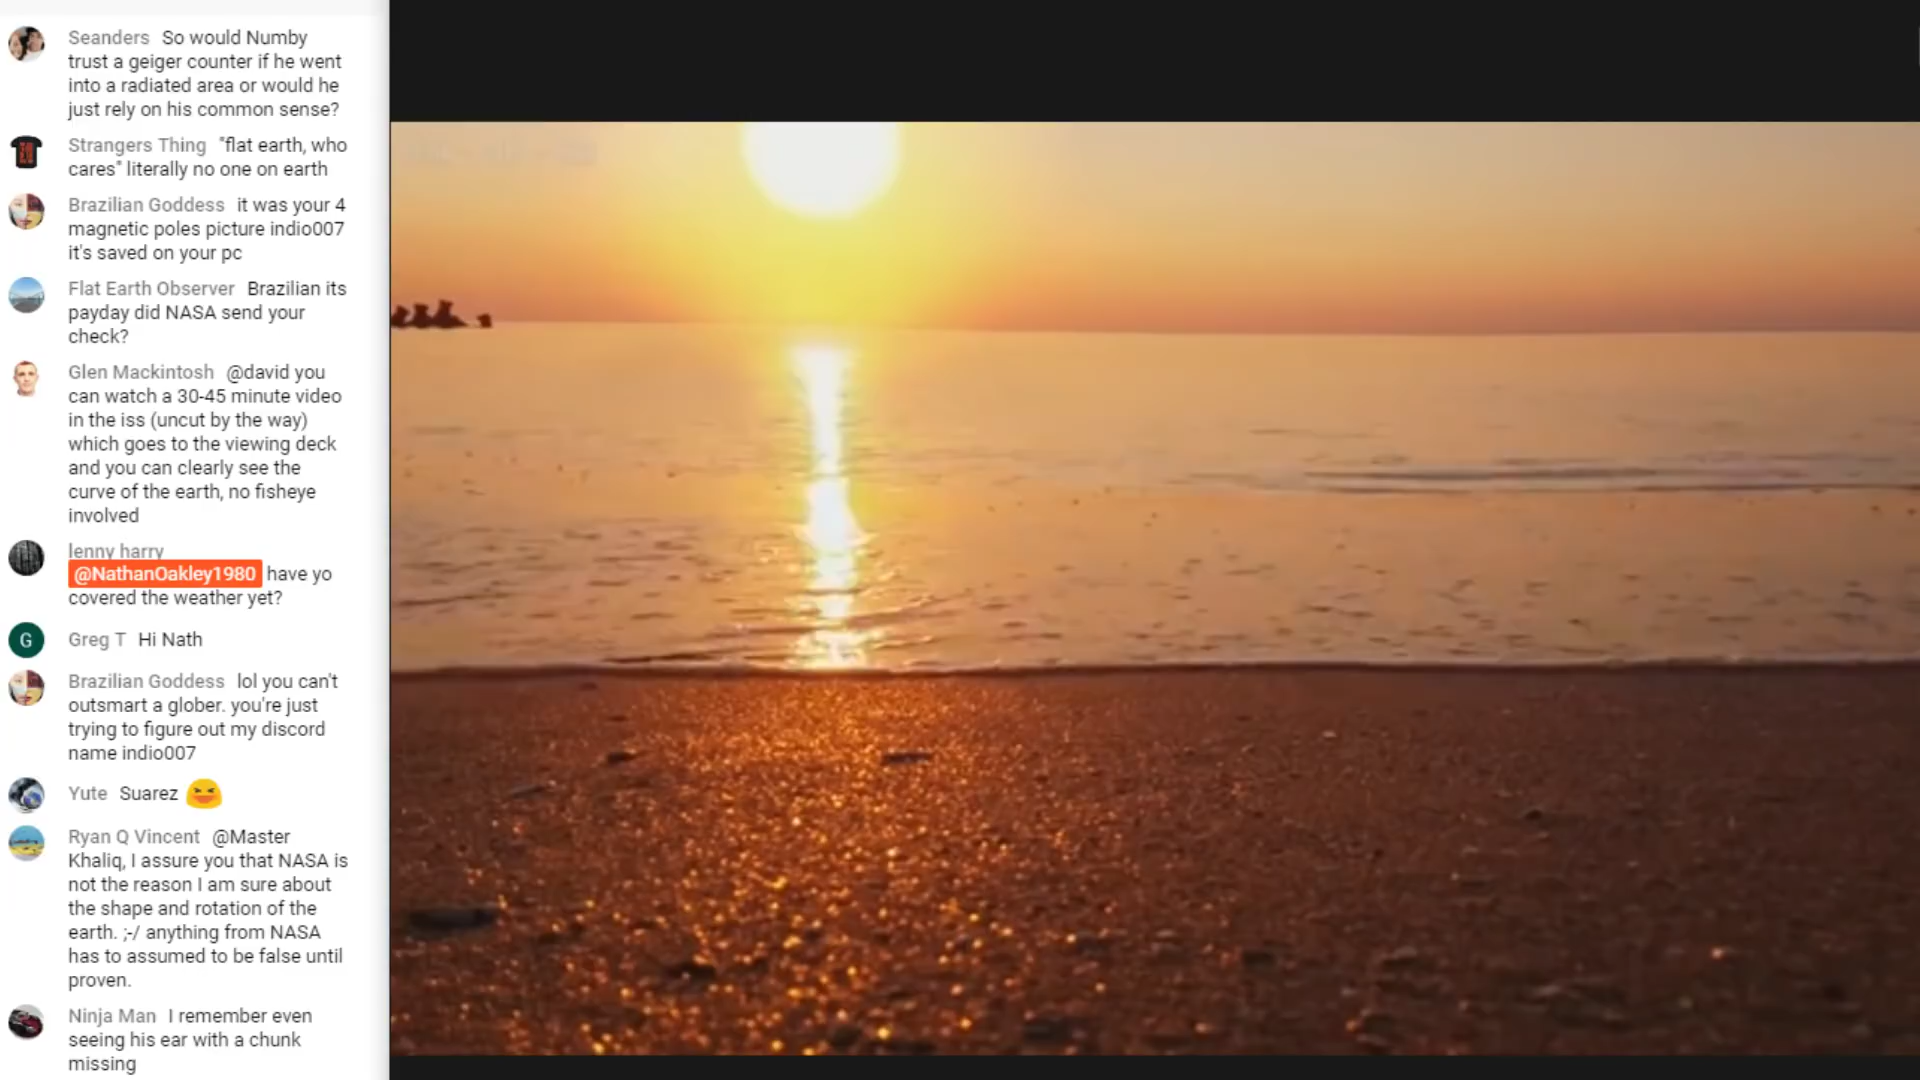 Seanders So would Numby
trust a geiger counter if he went
into a radiated area or would he
just rely on his common sense?
Strangers Thing "flat earth, who
cares" literally no one on earth
Brazilian Goddess it was your 4
magnetic poles picture indio007
it's saved on your pc
Flat Earth Observer Brazilian its
payday did NASA send your
check?
Glen Mackintosh @david you
can watch a 30-45 minute video
in the iss (uncut by the way)
which goes to the viewing deck
and you can clearly see the
curve of the earth, no fisheye
involved
lenny harry
@NathanOakley1980 have yo
covered the weather yet?
G Greg T Hi Nath
Brazilian Goddess lol you can't
outsmart a glober. you're just
trying to figure out my discord
name indio007
Yute Suarez
Ryan Q Vincent @Master
Khaliq, I assure you that NASA is
not the reason I am sure about
the shape and rotation of the
earth. ;-/ anything from NASA
has to assumed to be false until
proven.
Ninja Man I remember even
seeing his ear with a chunk
missing